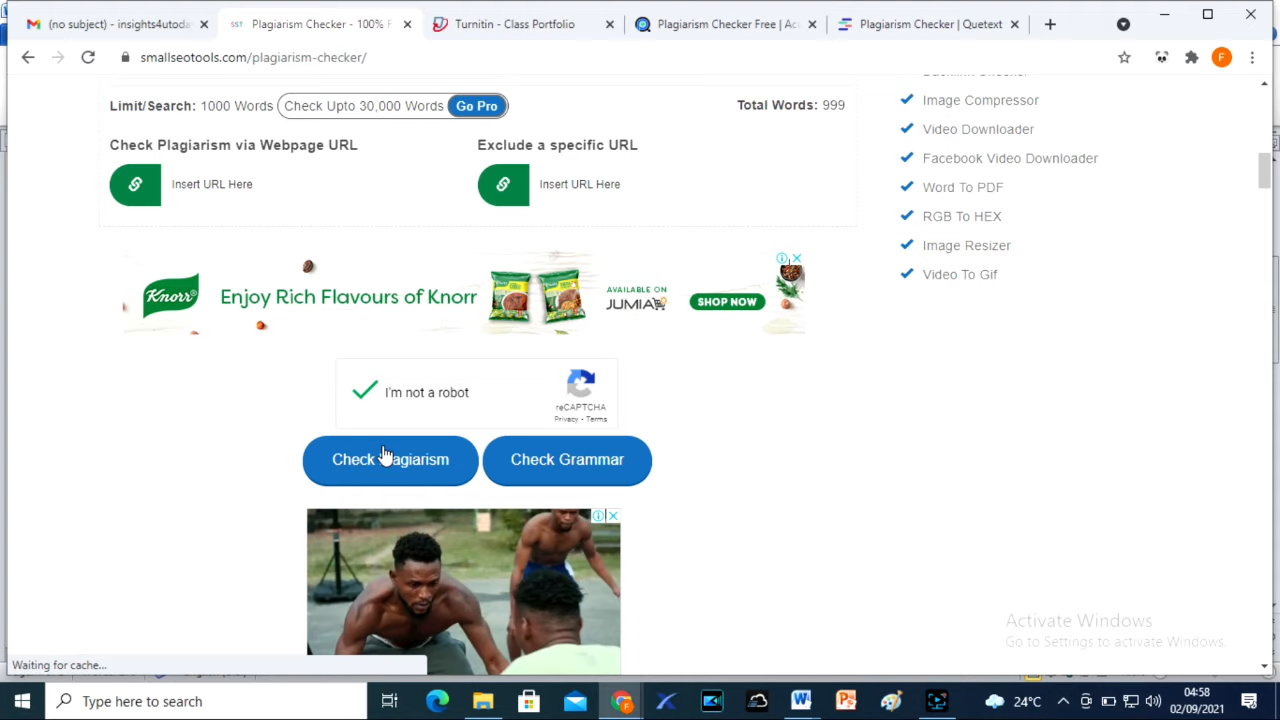 (no subject) - insights4utoda
SST Plagiarism Checker - 100% F
Turnitin - Class Portfolio
Plagiarism Checker Free | Acc
Plagiarism Checker | Quetext
F
smallseotools.com/plagiarism-checker/
Limit/Search: 1000 Words
Check Upto 30,000 Words
Go Pro
Total Words: 999
Check Plagiarism via Webpage URL
Exclude a specific URL
Insert URL Here
Insert URL Here
Backlink Checker
Image Compressor
Video Downloader
Facebook Video Downloader
Word To PDF
RGB To HEX
Image Resizer
Video To Gif
Knorr
Enjoy Rich Flavours of Knorr
AVAILABLE ON
JUMIA
SHOP NOW
I'm not a robot
reCAPTCHA
Privacy - Terms
Check Plagiarism
Check Grammar
Activate Windows
Go to Settings to activate Windows.
Waiting for cache...
Type here to search
24°C
04:58
02/09/2021